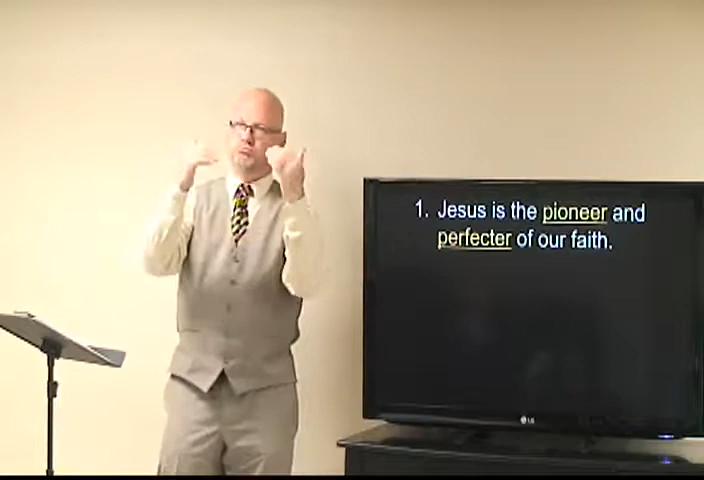 1. Jesus is the pioneer and
perfecter of our faith.
LG